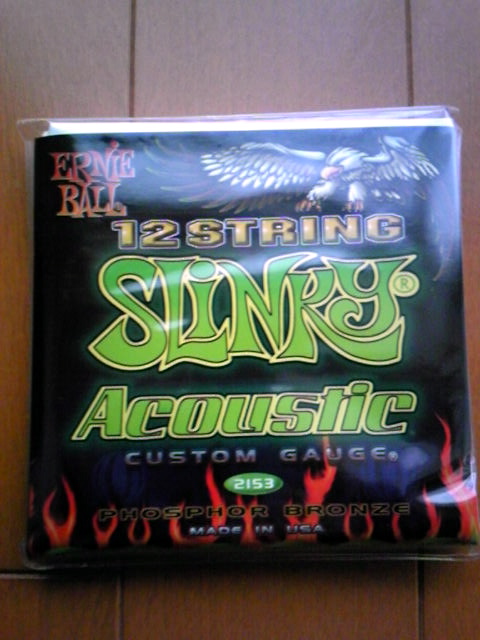 ERNIE
BALL
12 STRING
SLINKY®
Acoustic
CUSTOM GAUGE®
2153
PHOSPHOR BRONZE
MADE IN USA